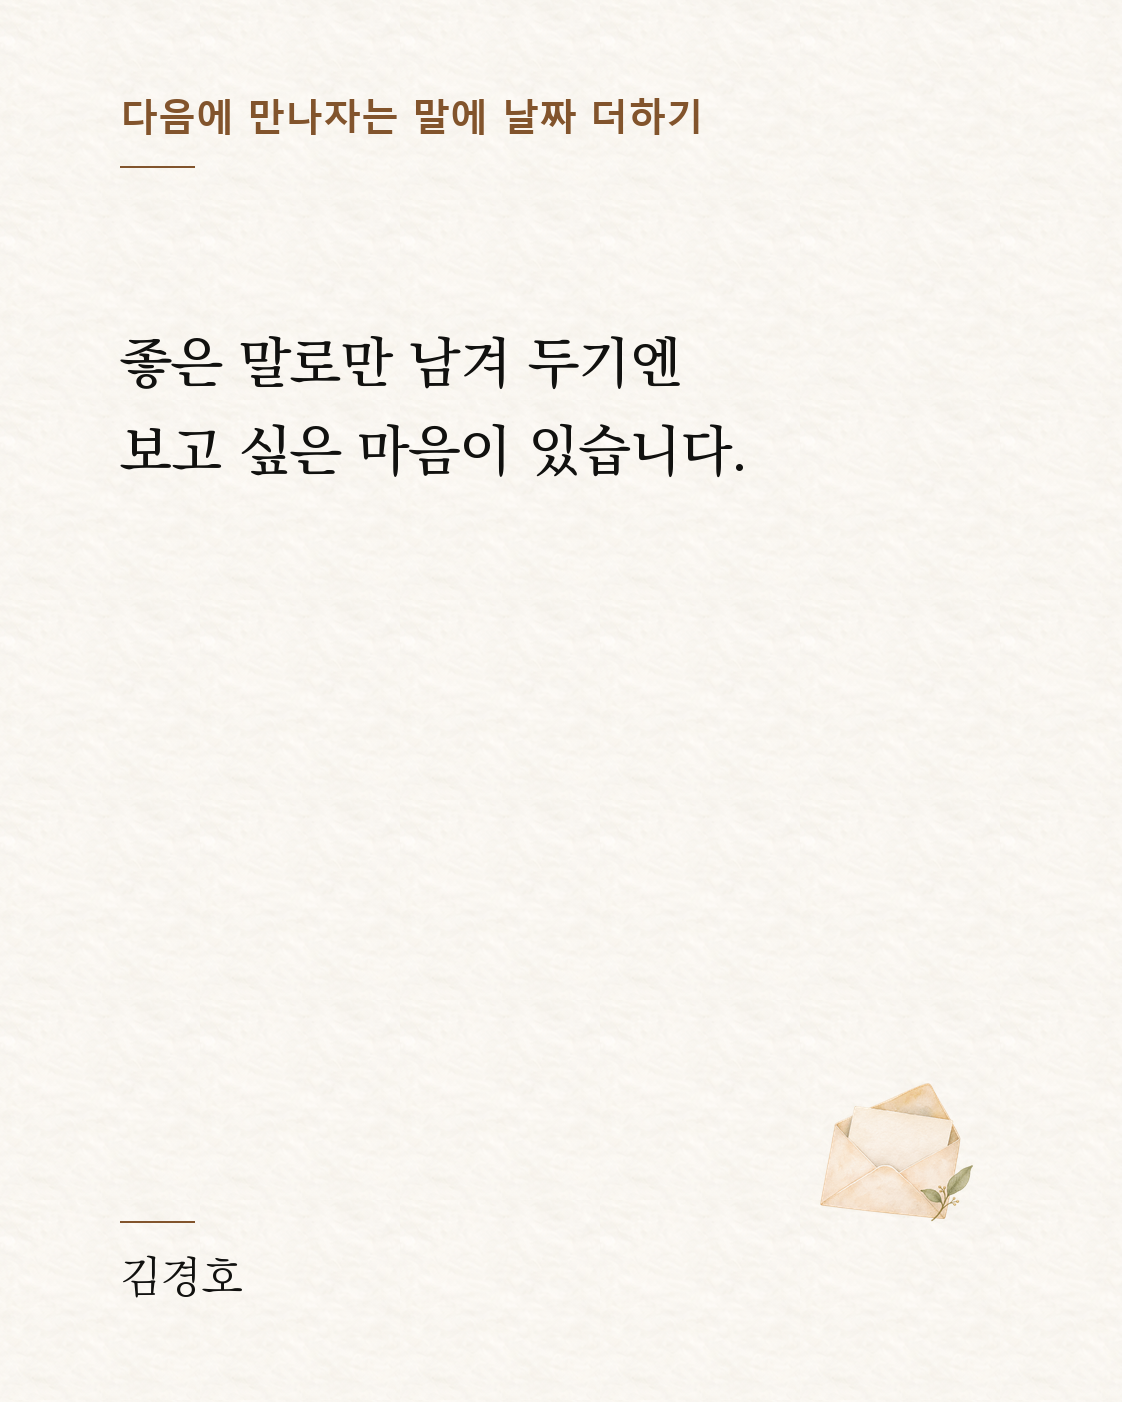 다음에 만나자는 말에 날짜 더하기
좋은 말로만 남겨 두기엔
보고 싶은 마음이 있습니다.
김경호